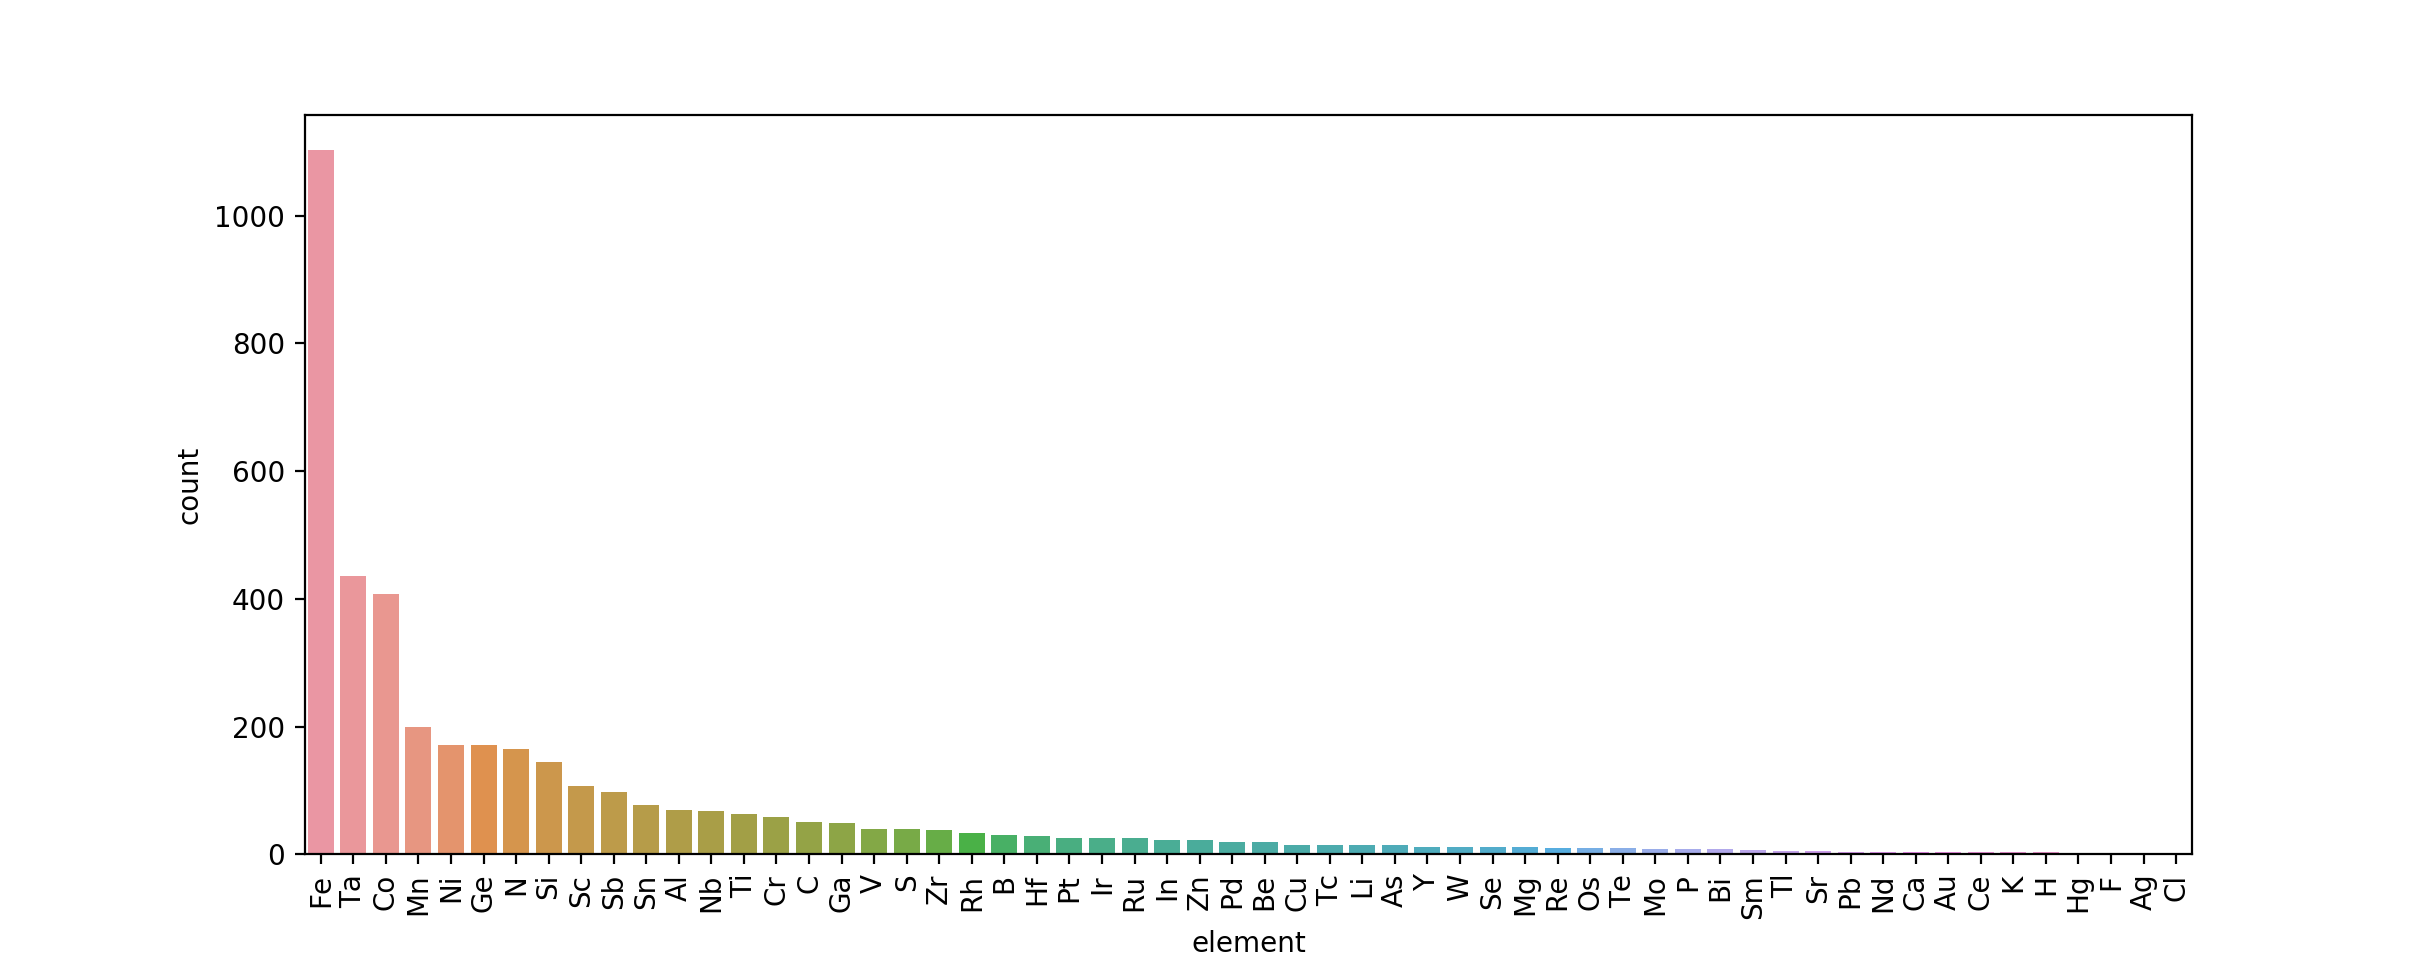 1000
800
600
400
200
0
count
Fe Ta Co Mn Ni Ge N Si Sc Sb Sn Al Nb Ti Cr C Ga V S Zr Rh B Hf Pt Ir Ru In Zn Pd Be Cu Tc Li As Y W Se Mg Re Os Te Mo P Bi Sm Tl Sr Pb Nd Ca Au Ce K H Hg F Ag Cl
element